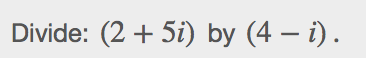 Divide: (2 + 5i) by (4 − i).